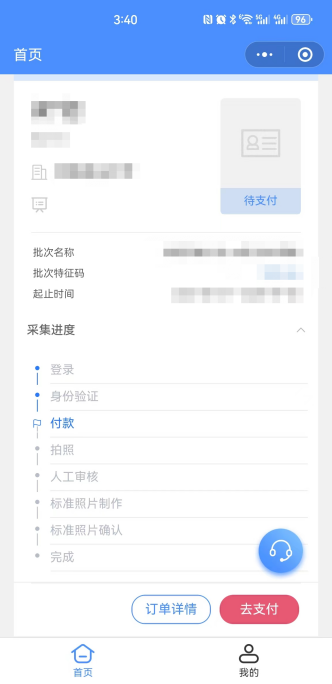 3:40
96
首页
待支付
批次名称
批次特征码
起止时间
采集进度
登录
身份验证
付款
拍照
人工审核
标准照片制作
标准照片确认
完成
订单详情
去支付
首页
我的